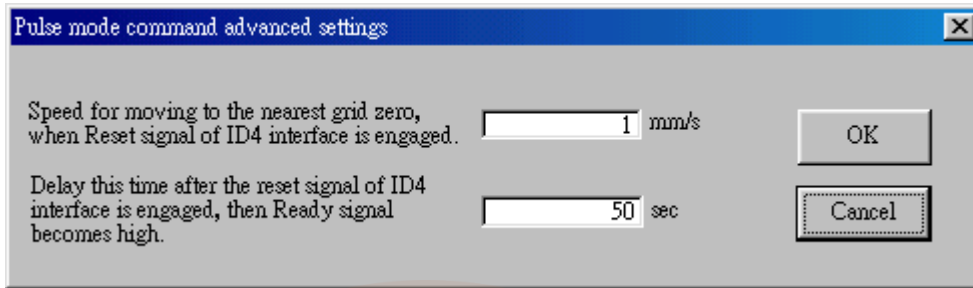 Pulse mode command advanced settings
Speed for moving to the nearest grid zero,
when Reset signal of ID4 interface is engaged.
1 mm/s
OK
Delay this time after the reset signal of ID4
interface is engaged, then Ready signal
becomes high.
50 sec
Cancel